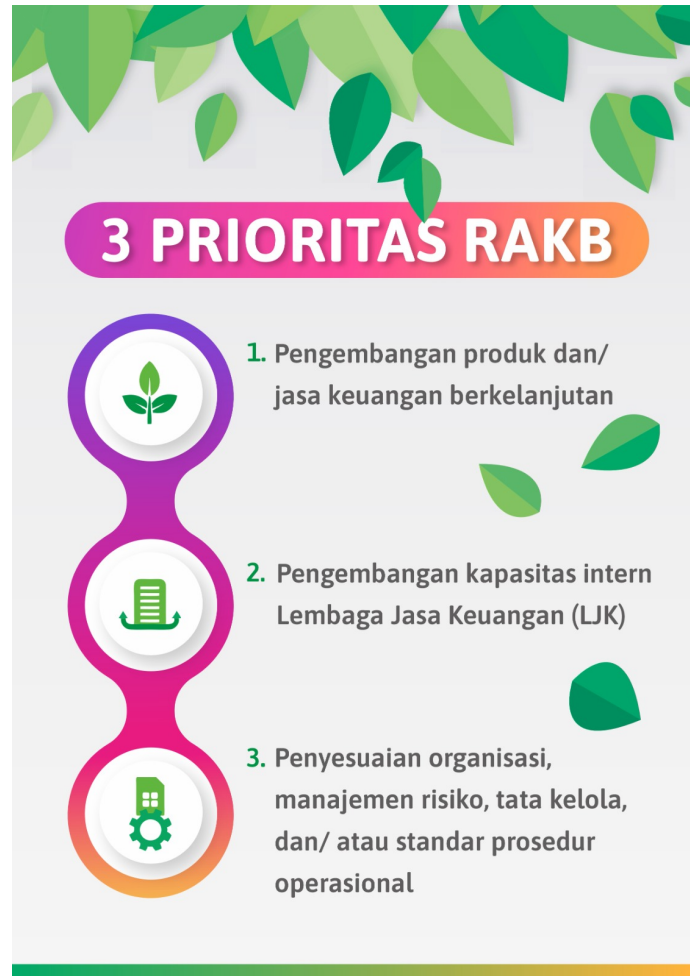 3 PRIORITAS RAKB
1. Pengembangan produk dan/
jasa keuangan berkelanjutan
2. Pengembangan kapasitas intern
Lembaga Jasa Keuangan (LJK)
3. Penyesuaian organisasi,
manajemen risiko, tata kelola,
dan/ atau standar prosedur
operasional